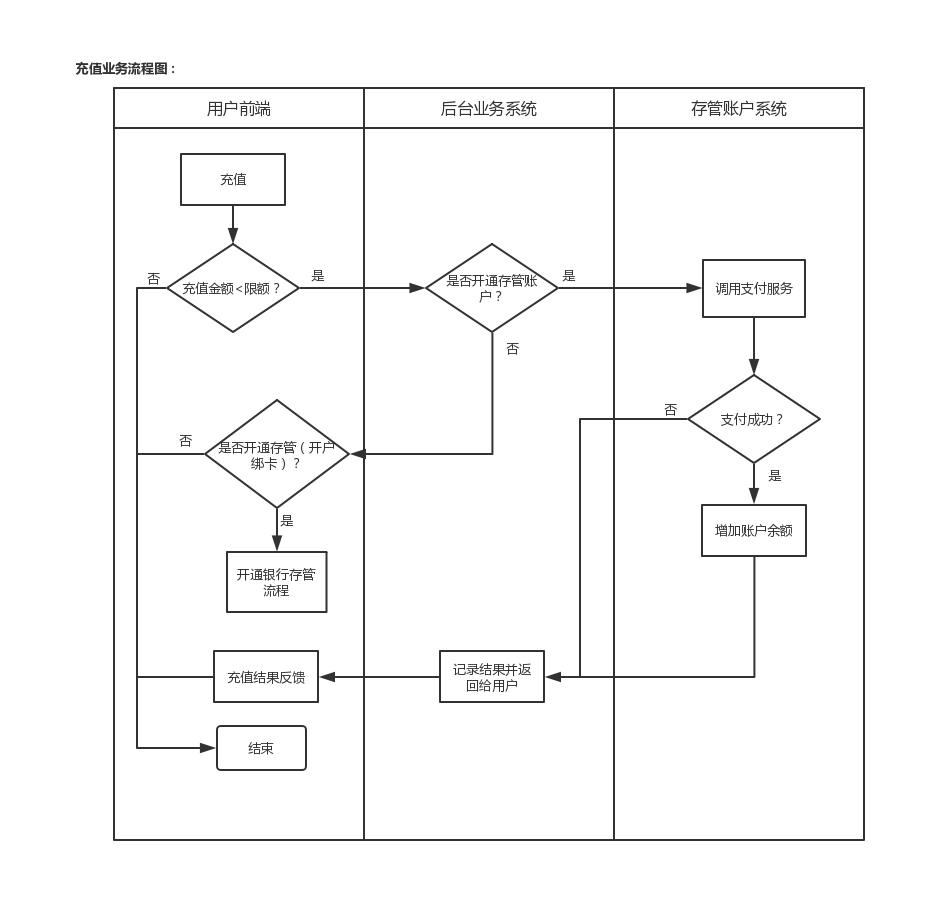 充值业务流程图：
用户前端
后台业务系统
存管账户系统
充值
否
充值金额<限额？
是
是否开通存管账
户？
是
调用支付服务
否
否
支付成功？
否
是否开通存管（开户
绑卡）？
是
是
增加账户余额
开通银行存管
流程
充值结果反馈
记录结果并返
回给用户
结束